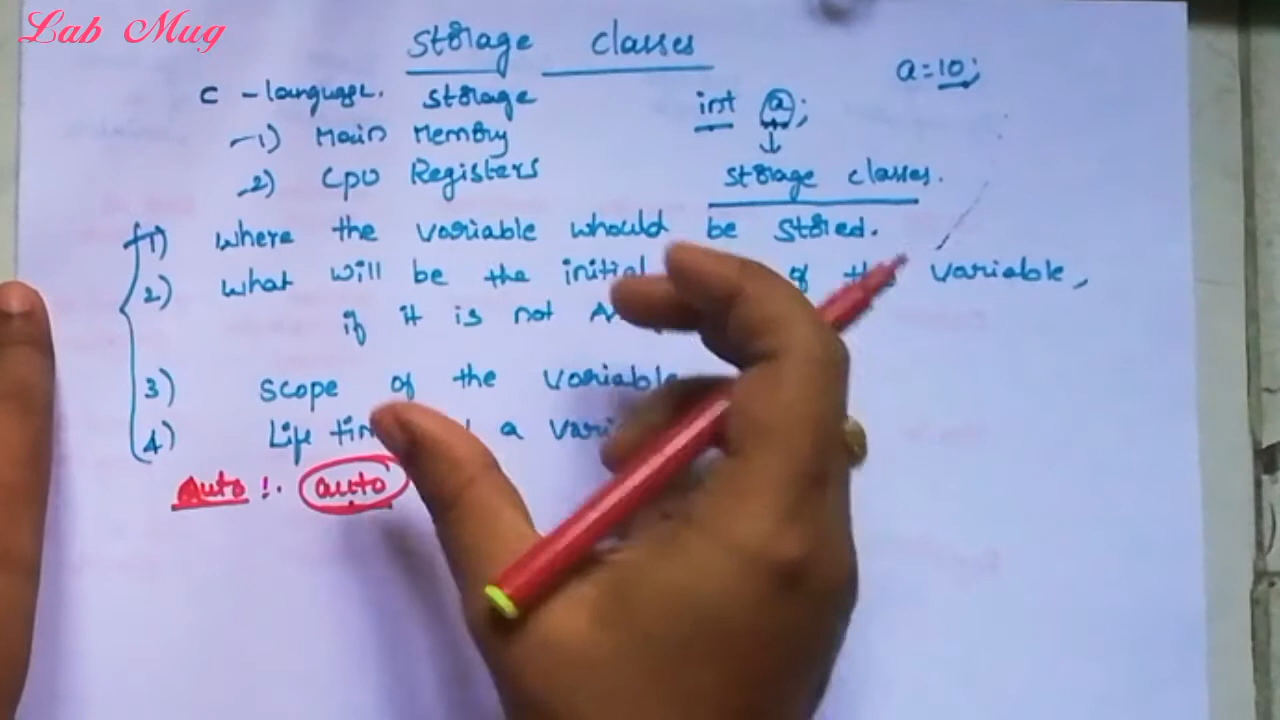 Lab Mug
Storage classes
a=10;
C - language. Storage
int a;
1) Main Memory
2) CPU Registers
Storage classes.
1) Where the variable whould be stored.
2) What will be the initial of the variable,
if it is not
3) Scope of the variable
4) Life a
Auto :. auto